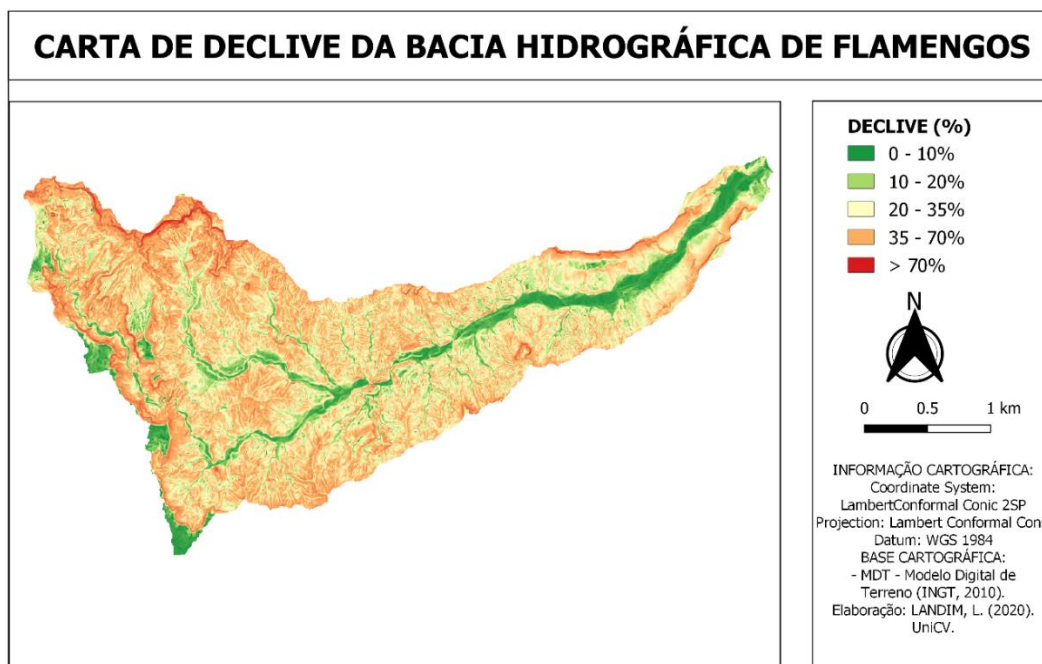 CARTA DE DECLIVE DA BACIA HIDROGRÁFICA DE FLAMENGOS
DECLIVE (%)
0 - 10%
10 - 20%
20 - 35%
35 - 70%
> 70%
N
0 0.5 1 km
INFORMAÇÃO CARTOGRÁFICA:
Coordinate System:
LambertConformal Conic 2SP
Projection: Lambert Conformal Con
Datum: WGS 1984
BASE CARTOGRÁFICA:
- MDT - Modelo Digital de
Terreno (INGT, 2010).
Elaboração: LANDIM, L. (2020).
UniCV.